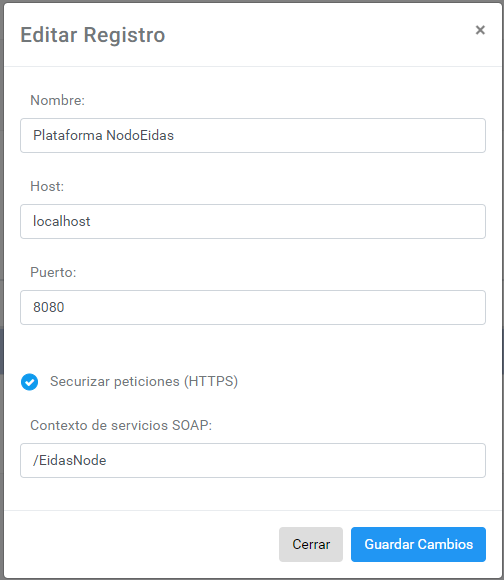 Editar Registro
×
Nombre:
Plataforma NodoEidas
Host:
localhost
Puerto:
8080
Securizar peticiones (HTTPS)
Contexto de servicios SOAP:
/EidasNode
Cerrar Guardar Cambios